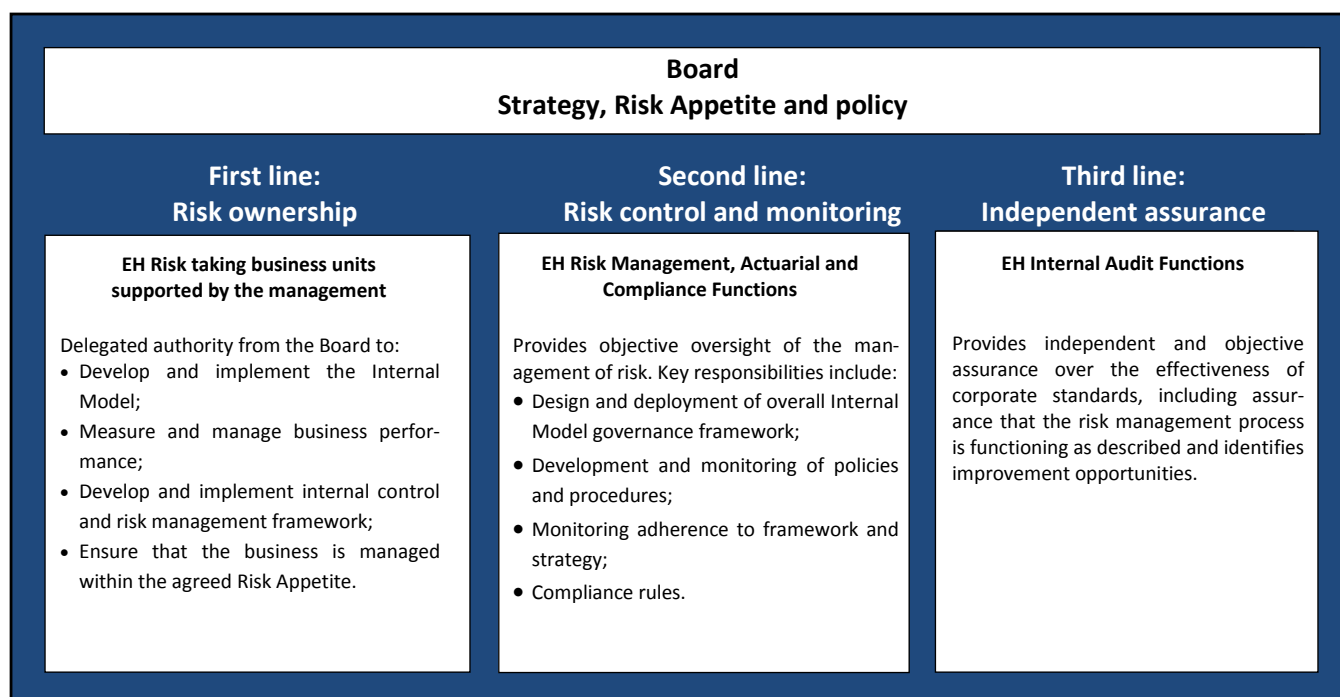 Board
Strategy, Risk Appetite and policy
First line:
Risk ownership
EH Risk taking business units
supported by the management
Delegated authority from the Board to:
• Develop and implement the Internal
Model;
• Measure and manage business perfor-
mance;
• Develop and implement internal control
and risk management framework;
• Ensure that the business is managed
within the agreed Risk Appetite.
Second line:
Risk control and monitoring
EH Risk Management, Actuarial and
Compliance Functions
Provides objective oversight of the man-
agement of risk. Key responsibilities include:
• Design and deployment of overall Internal
Model governance framework;
• Development and monitoring of policies
and procedures;
• Monitoring adherence to framework and
strategy;
• Compliance rules.
Third line:
Independent assurance
EH Internal Audit Functions
Provides independent and objective
assurance over the effectiveness of
corporate standards, including assur-
ance that the risk management process
is functioning as described and identifies
improvement opportunities.